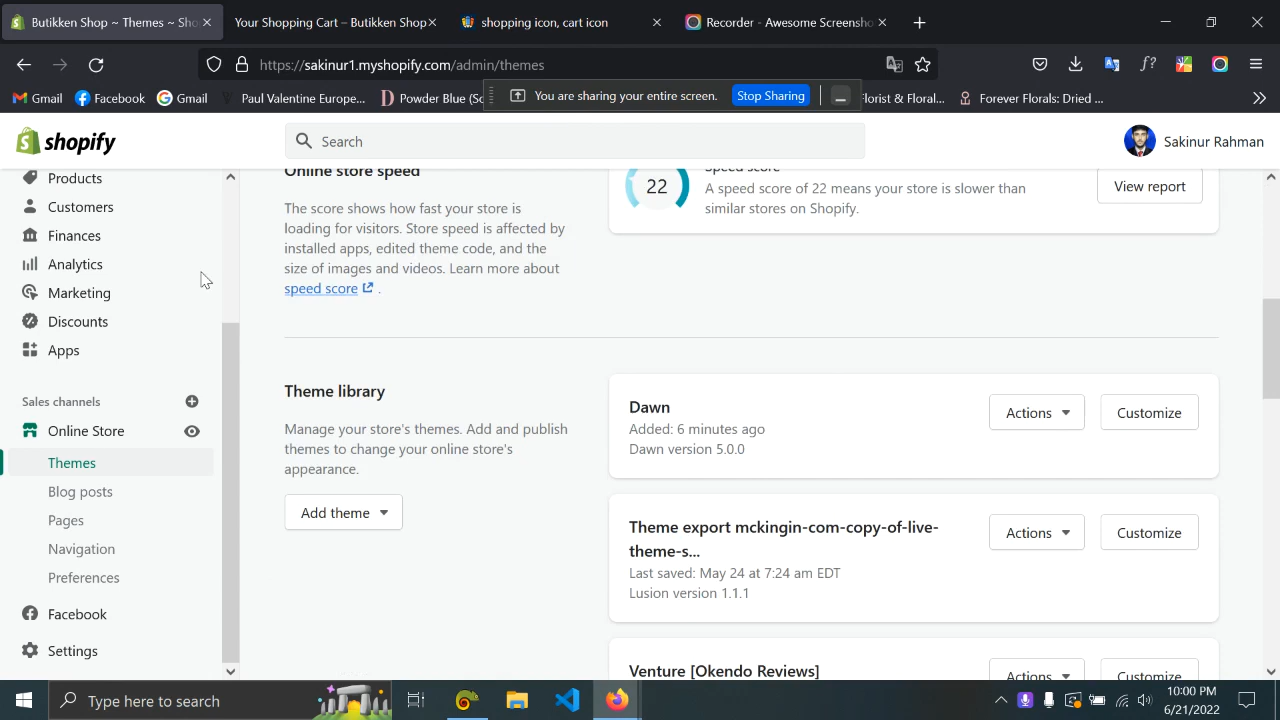 Butikken Shop ~ Themes ~ Sho
Your Shopping Cart – Butikken Shop
shopping icon, cart icon
Recorder - Awesome Screensho
https://sakinur1.myshopify.com/admin/themes
Gmail
Facebook
Gmail
Paul Valentine Europe...
Powder Blue (Sc
You are sharing your entire screen.
Stop Sharing
lorist & Floral...
Forever Florals: Dried ...
shopify
Search
Sakinur Rahman
Products
Customers
Finances
Analytics
Marketing
Discounts
Apps
Sales channels
Online Store
Themes
Blog posts
Pages
Navigation
Preferences
Facebook
Settings
Online store speed
The score shows how fast your store is
loading for visitors. Store speed is affected by
installed apps, edited theme code, and the
size of images and videos. Learn more about
speed score .
22
Speed score
A speed score of 22 means your store is slower than
similar stores on Shopify.
View report
Theme library
Manage your store's themes. Add and publish
themes to change your online store's
appearance.
Add theme
Dawn
Added: 6 minutes ago
Dawn version 5.0.0
Actions
Customize
Theme export mckingin-com-copy-of-live-
theme-s...
Last saved: May 24 at 7:24 am EDT
Lusion version 1.1.1
Actions
Customize
Venture [Okendo Reviews]
Actions
Customize
Type here to search
10:00 PM
6/21/2022